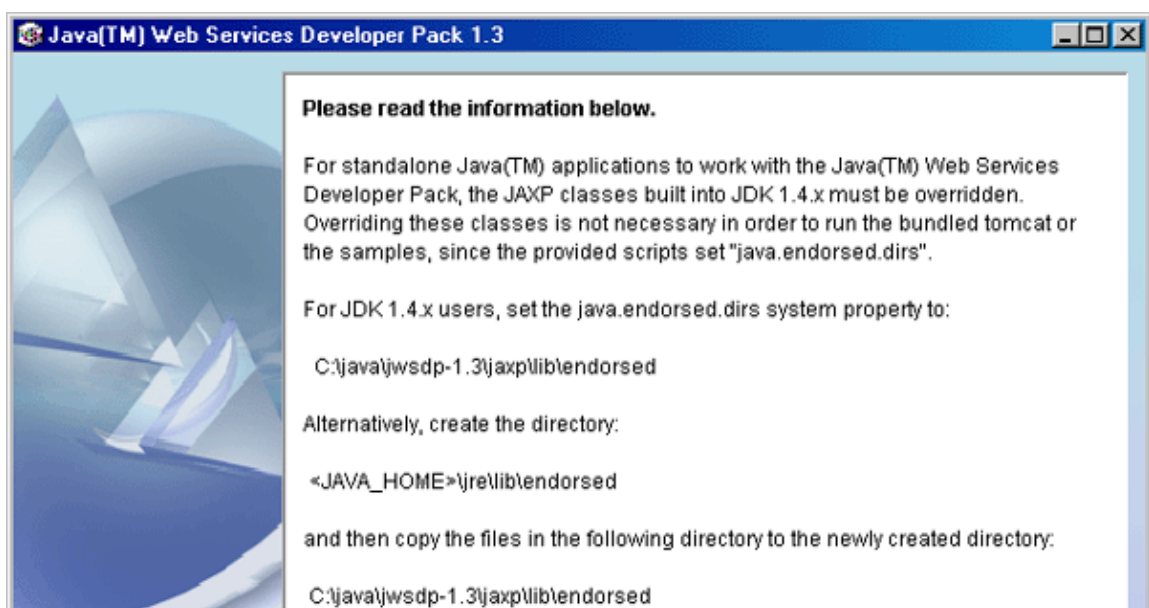 Java(TM) Web Services Developer Pack 1.3
Please read the information below.
For standalone Java(TM) applications to work with the Java(TM) Web Services
Developer Pack, the JAXP classes built into JDK 1.4.x must be overridden.
Overriding these classes is not necessary in order to run the bundled tomcat or
the samples, since the provided scripts set "java.endorsed.dirs".
For JDK 1.4.x users, set the java.endorsed.dirs system property to:
C:\java\jwsdp-1.3\jaxp\lib\endorsed
Alternatively, create the directory:
<JAVA_HOME>\jre\lib\endorsed
and then copy the files in the following directory to the newly created directory:
C:\java\jwsdp-1.3\jaxp\lib\endorsed